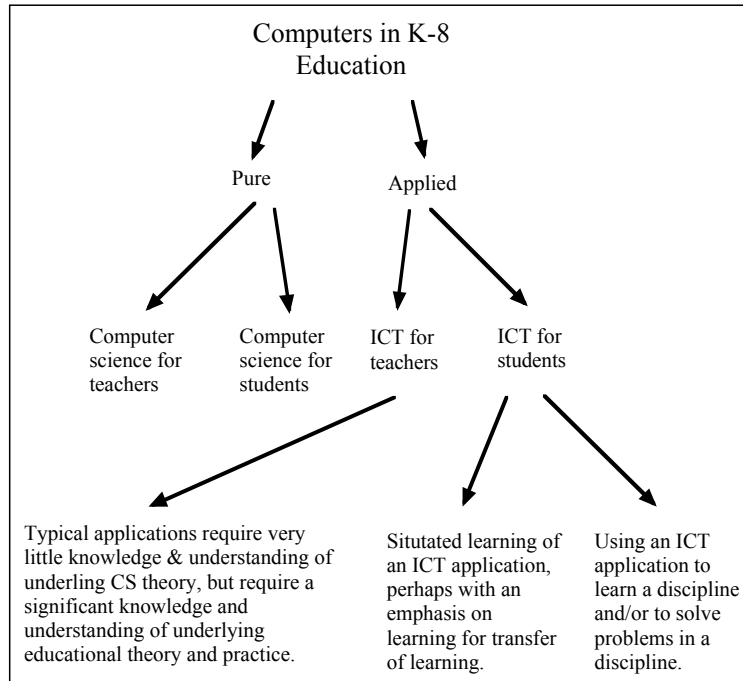 Computers in K-8
Education
Pure
Applied
Computer
science for
teachers
Computer
science for
students
ICT for
teachers
ICT for
students
Typical applications require very
little knowledge & understanding of
underling CS theory, but require a
significant knowledge and
understanding of underlying
educational theory and practice.
Situtated learning of
an ICT application,
perhaps with an
emphasis on
learning for transfer
of learning.
Using an ICT
application to
learn a discipline
and/or to solve
problems in a
discipline.